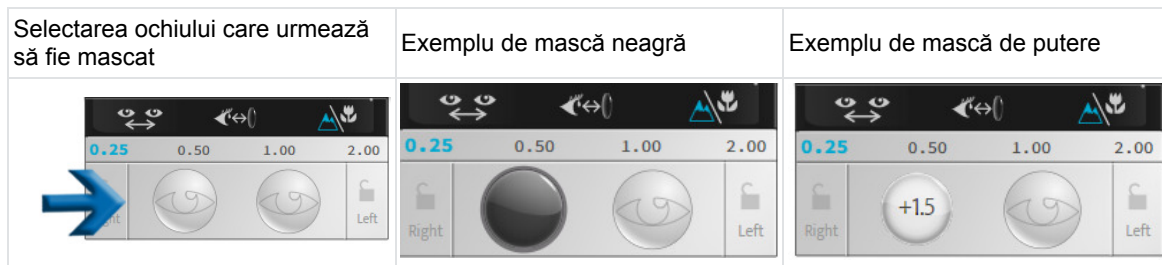 Selectarea ochiului care urmează
să fie mascat
Exemplu de mască neagră
Exemplu de mască de putere
0.25 0.50 1.00 2.00
Left
0.25 0.50 1.00 2.00
Right Left
0.25 0.50 1.00 2.00
+1.5
Right Left